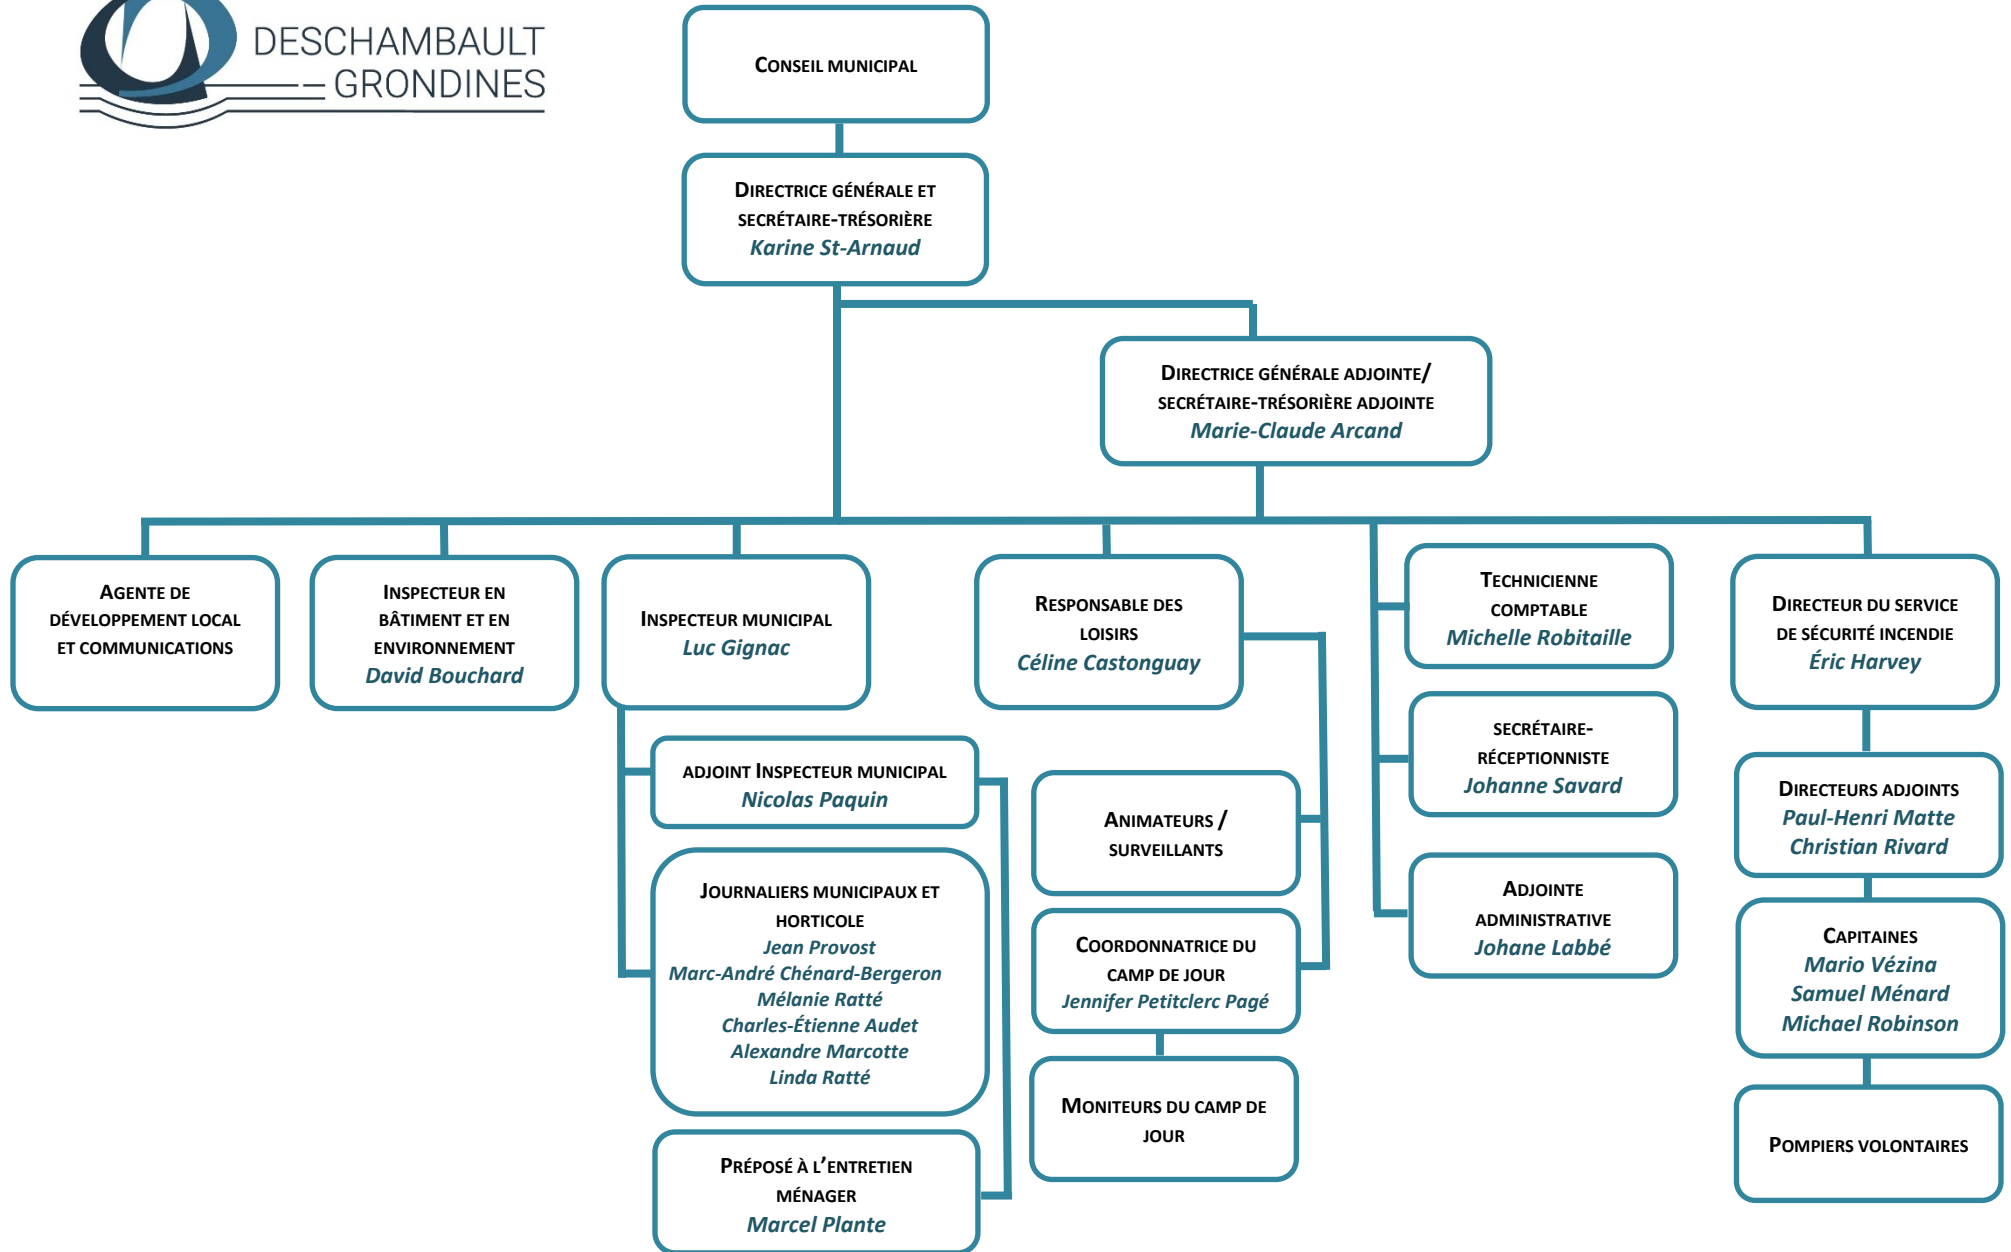 DESCHAMBAULT
GRONDINES
CONSEIL MUNICIPAL
DIRECTRICE GÉNÉRALE ET
SECRÉTAIRE-TRÉSORIÈRE
Karine St-Arnaud
DIRECTRICE GÉNÉRALE ADJOINTE/
SECRÉTAIRE-TRÉSORIÈRE ADJOINTE
Marie-Claude Arcand
AGENTE DE
DÉVELOPPEMENT LOCAL
ET COMMUNICATIONS
INSPECTEUR EN
BÂTIMENT ET EN
ENVIRONNEMENT
David Bouchard
INSPECTEUR MUNICIPAL
Luc Gignac
ADJOINT INSPECTEUR MUNICIPAL
Nicolas Paquin
JOURNALIERS MUNICIPAUX ET
HORTICOLE
Jean Provost
Marc-André Chénard-Bergeron
Mélanie Ratté
Charles-Étienne Audet
Alexandre Marcotte
Linda Ratté
PRÉPOSÉ À L'ENTRETIEN
MÉNAGER
Marcel Plante
RESPONSABLE DES
LOISIRS
Céline Castonguay
ANIMATEURS /
SURVEILLANTS
COORDONNATRICE DU
CAMP DE JOUR
Jennifer Petitclerc Pagé
MONITEURS DU CAMP DE
JOUR
TECHNICIENNE
COMPTABLE
Michelle Robitaille
SECRÉTAIRE-
RÉCEPTIONNISTE
Johanne Savard
ADJOINTE
ADMINISTRATIVE
Johane Labbé
DIRECTEUR DU SERVICE
DE SÉCURITÉ INCENDIE
Éric Harvey
DIRECTEURS ADJOINTS
Paul-Henri Matte
Christian Rivard
CAPITAINES
Mario Vézina
Samuel Ménard
Michael Robinson
POMPIERS VOLONTAIRES